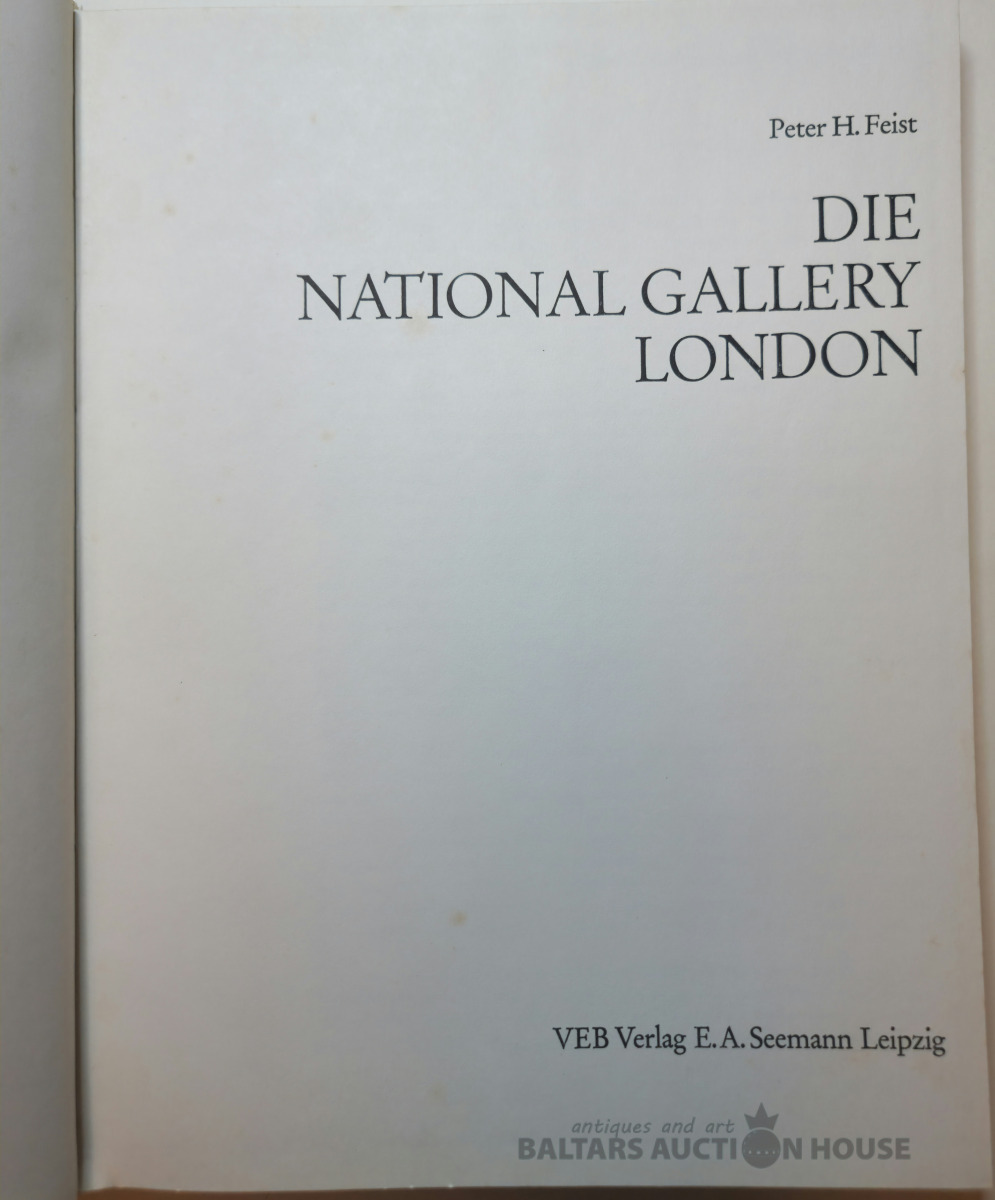 Peter H. Feist
DIE
NATIONAL GALLERY
LONDON
VEB Verlag E. A. Seemann Leipzig
antiques and art
BALTARS AUCTION HOUSE